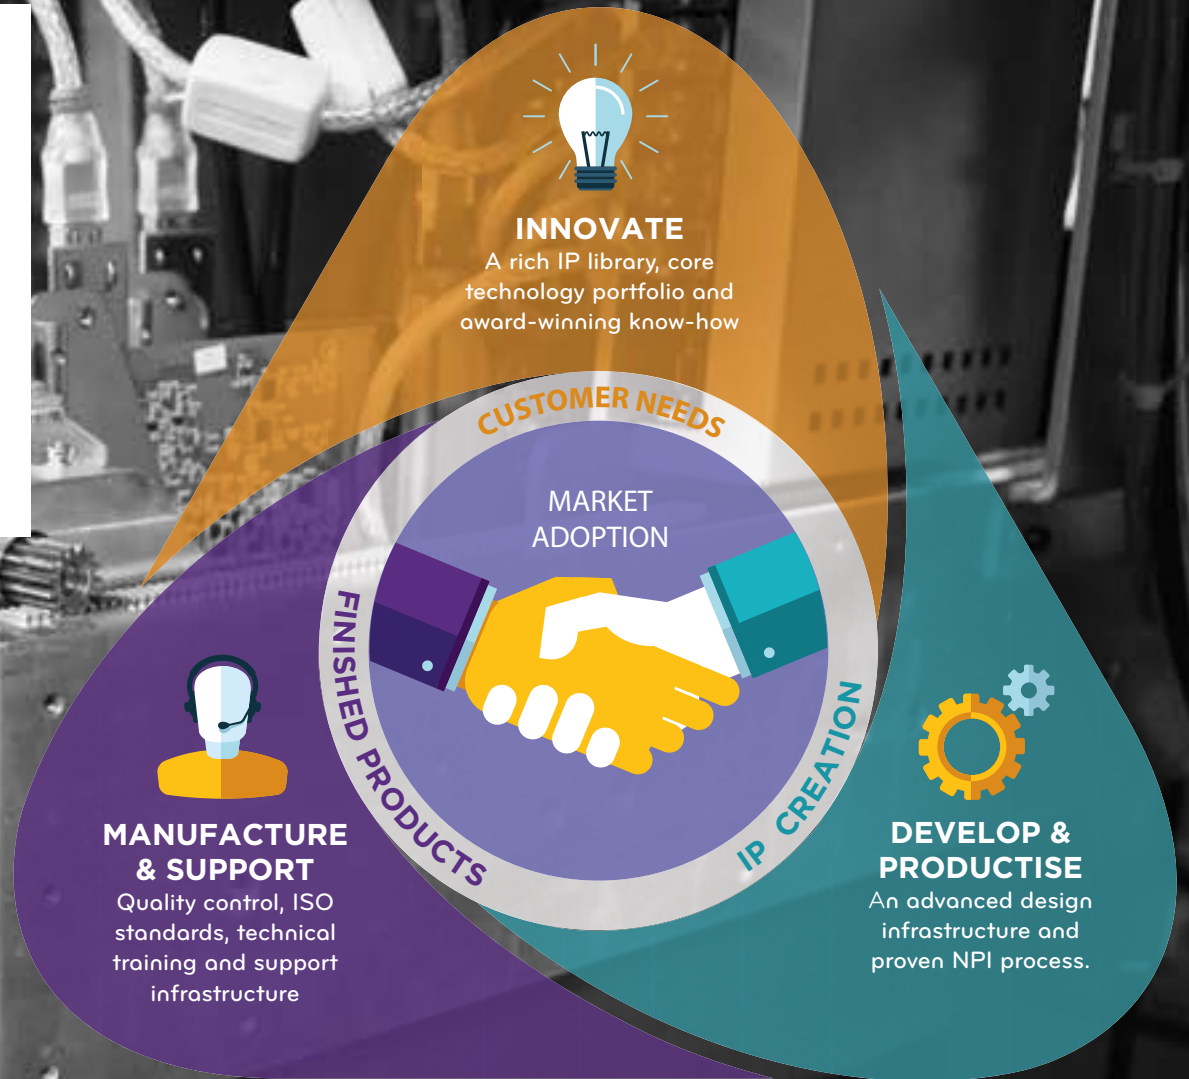 INNOVATE
A rich IP library, core
technology portfolio and
award-winning know-how
CUSTOMER NEEDS
MARKET
ADOPTION
FINISHED PRODUCTS
IP CREATION
MANUFACTURE
& SUPPORT
Quality control, ISO
standards, technical
training and support
infrastructure
DEVELOP &
PRODUCTISE
An advanced design
infrastructure and
proven NPI process.